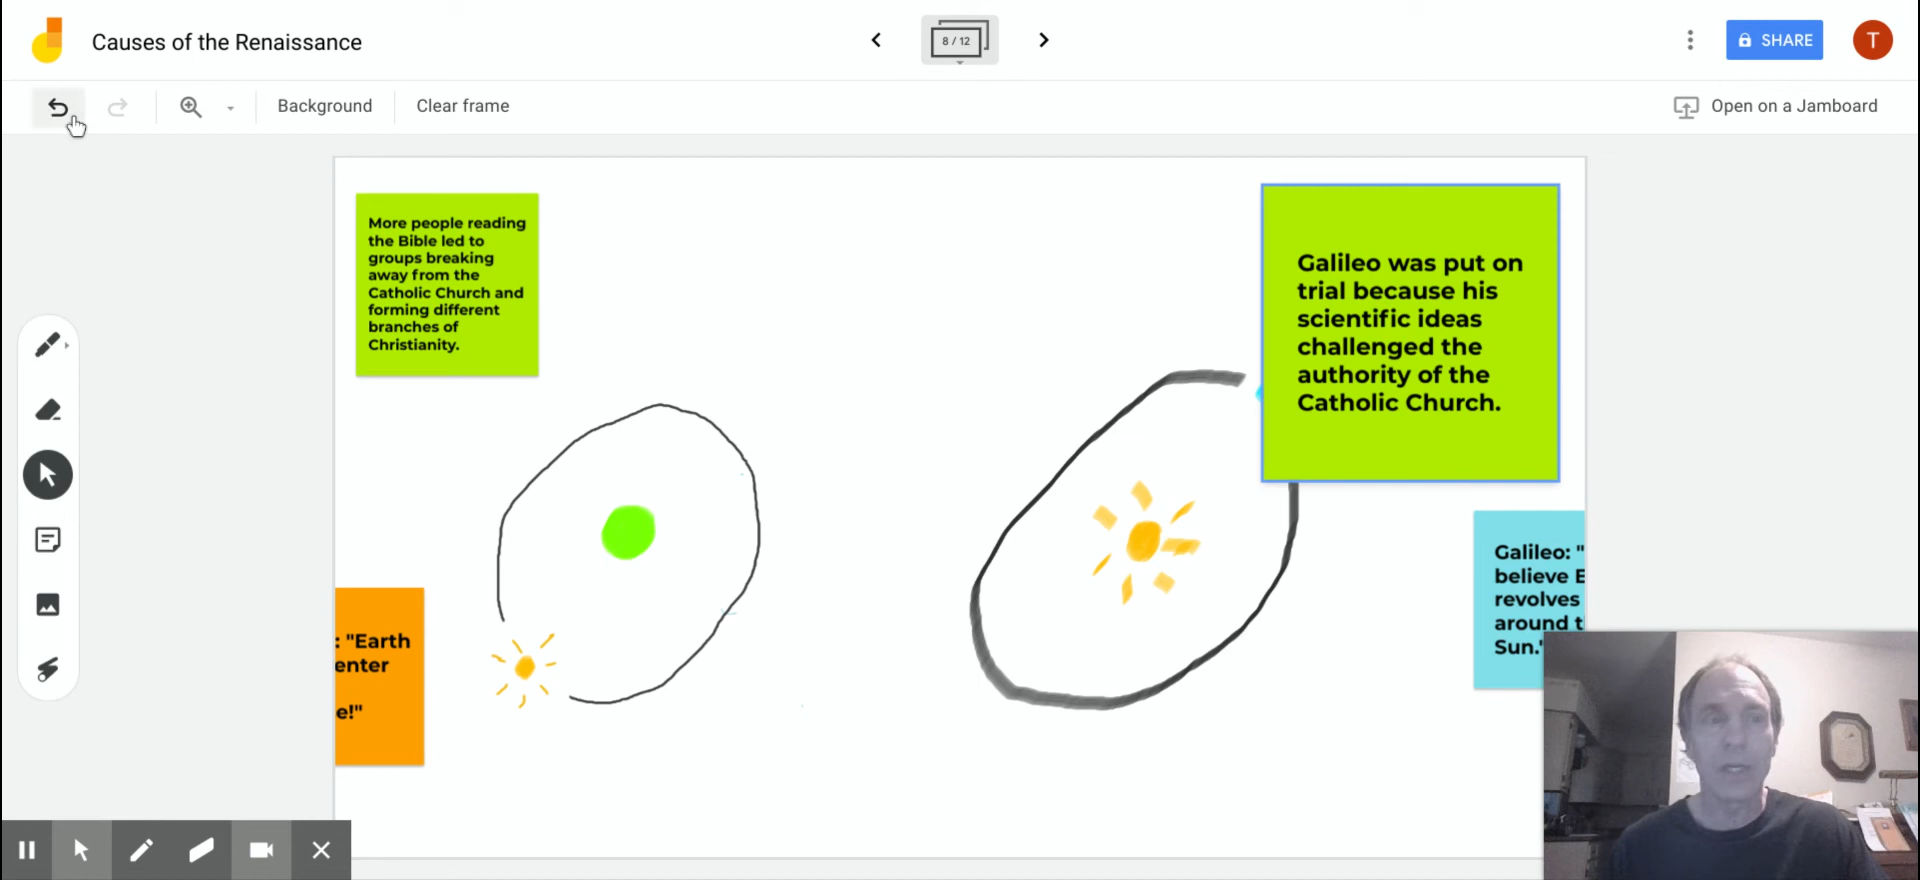 Causes of the Renaissance
8 / 12
SHARE
T
Background
Clear frame
Open on a Jamboard
More people reading
the Bible led to
groups breaking
away from the
Catholic Church and
forming different
branches of
Christianity.
Galileo was put on
trial because his
scientific ideas
challenged the
authority of the
Catholic Church.
: "Earth
enter
e!"
Galileo: "
believe E
revolves
around t
Sun."